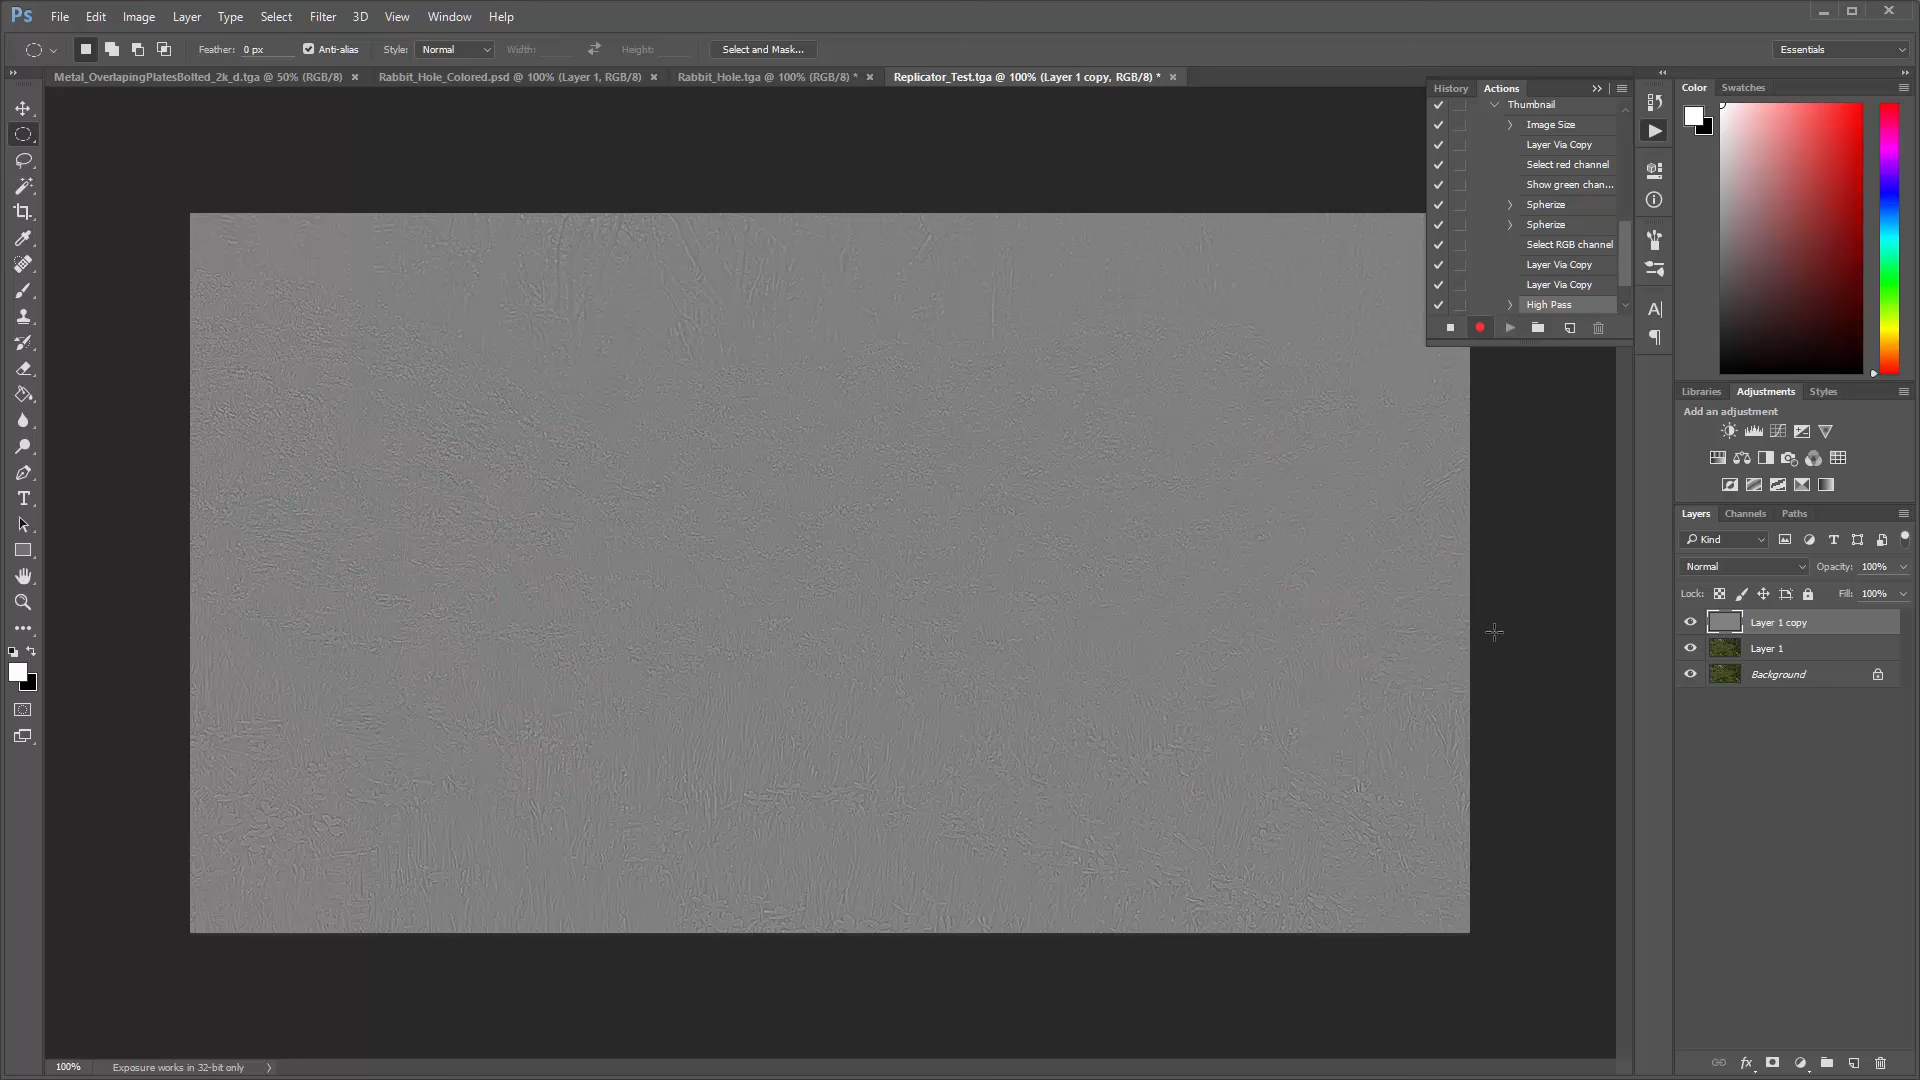 Ps File Edit Image Layer Type Select Filter 3D View Window Help
Feather: 0 px Anti-alias Style: Normal Width: Height: Select and Mask... Essentials
Metal_OverlapingPlatesBolted_2k_d.tga @ 50% (RGB/8) Rabbit_Hole_Colored.psd @ 100% (Layer 1, RGB/8) Rabbit_Hole.tga @ 100% (RGB/8) * Replicator_Test.tga @ 100% (Layer 1 copy, RGB/8) *
History Actions
Thumbnail
Image Size
Layer Via Copy
Select red channel
Show green chan...
Spherize
Spherize
Select RGB channel
Layer Via Copy
Layer Via Copy
High Pass
Color Swatches
Libraries Adjustments Styles
Add an adjustment
Layers Channels Paths
Kind
Normal Opacity: 100%
Lock: Fill: 100%
Layer 1 copy
Layer 1
Background
100% Exposure works in 32-bit only